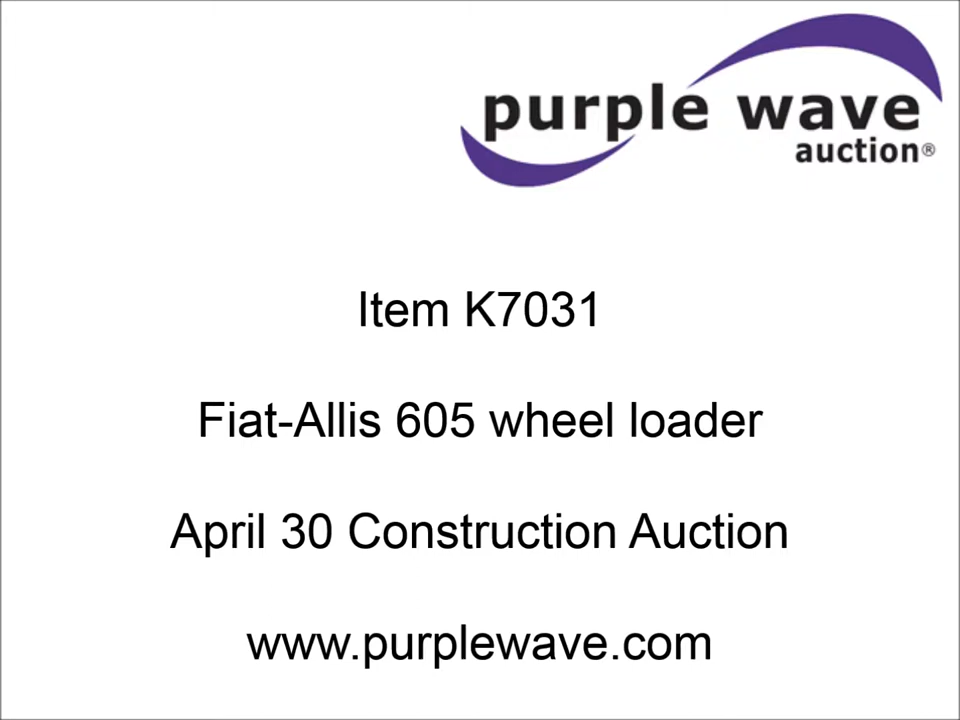 purple wave
auction®
Item K7031
Fiat-Allis 605 wheel loader
April 30 Construction Auction
www.purplewave.com